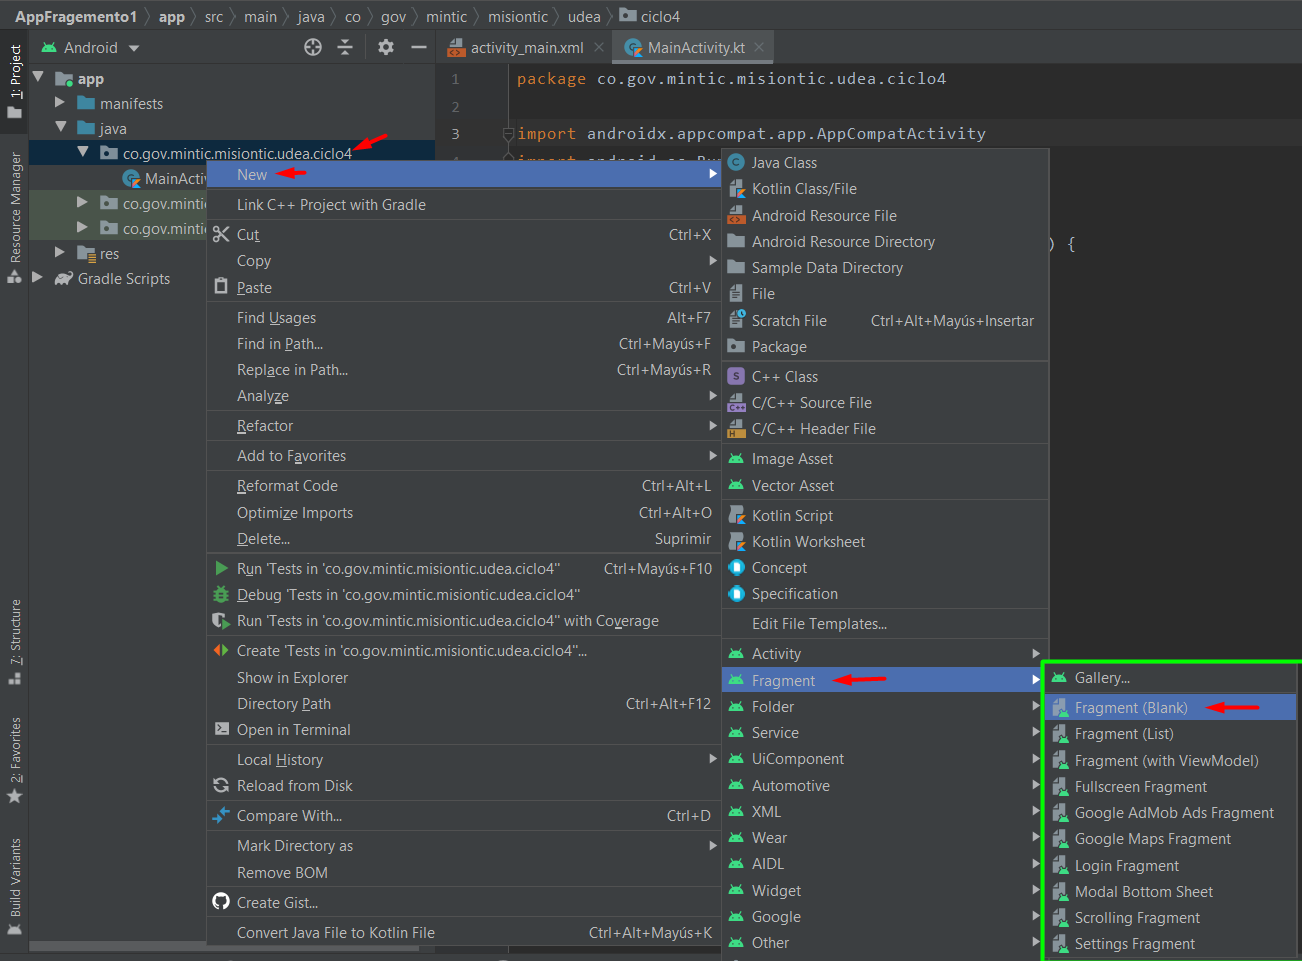 AppFragemento1 app src main java co gov mintic misiontic udea ciclo4
Android
activity_main.xml
MainActivity.kt
1: Project
Resource Manager
7: Structure
2: Favorites
Build Variants
app
manifests
java
co.gov.mintic.misiontic.udea.ciclo4
MainActiv
co.gov.minti
co.gov.minti
res
Gradle Scripts
1 package co.gov.mintic.misiontic.udea.ciclo4
2
3 import androidx.appcompat.app.AppCompatActivity
) {
New
Link C++ Project with Gradle
Cut Ctrl+X
Copy
Paste Ctrl+V
Find Usages Alt+F7
Find in Path... Ctrl+Mayús+F
Replace in Path... Ctrl+Mayús+R
Analyze
Refactor
Add to Favorites
Reformat Code Ctrl+Alt+L
Optimize Imports Ctrl+Alt+O
Delete... Suprimir
Run 'Tests in 'co.gov.mintic.misiontic.udea.ciclo4'' Ctrl+Mayús+F10
Debug 'Tests in 'co.gov.mintic.misiontic.udea.ciclo4''
Run 'Tests in 'co.gov.mintic.misiontic.udea.ciclo4'' with Coverage
Create 'Tests in 'co.gov.mintic.misiontic.udea.ciclo4''...
Show in Explorer
Directory Path Ctrl+Alt+F12
Open in Terminal
Local History
Reload from Disk
Compare With... Ctrl+D
Mark Directory as
Remove BOM
Create Gist...
Convert Java File to Kotlin File Ctrl+Alt+Mayús+K
Java Class
Kotlin Class/File
Android Resource File
Android Resource Directory
Sample Data Directory
File
Scratch File Ctrl+Alt+Mayús+Insertar
Package
C++ Class
C/C++ Source File
C/C++ Header File
Image Asset
Vector Asset
Kotlin Script
Kotlin Worksheet
Concept
Specification
Edit File Templates...
Activity
Fragment
Folder
Service
UiComponent
Automotive
XML
Wear
AIDL
Widget
Google
Other
Gallery...
Fragment (Blank)
Fragment (List)
Fragment (with ViewModel)
Fullscreen Fragment
Google AdMob Ads Fragment
Google Maps Fragment
Login Fragment
Modal Bottom Sheet
Scrolling Fragment
Settings Fragment